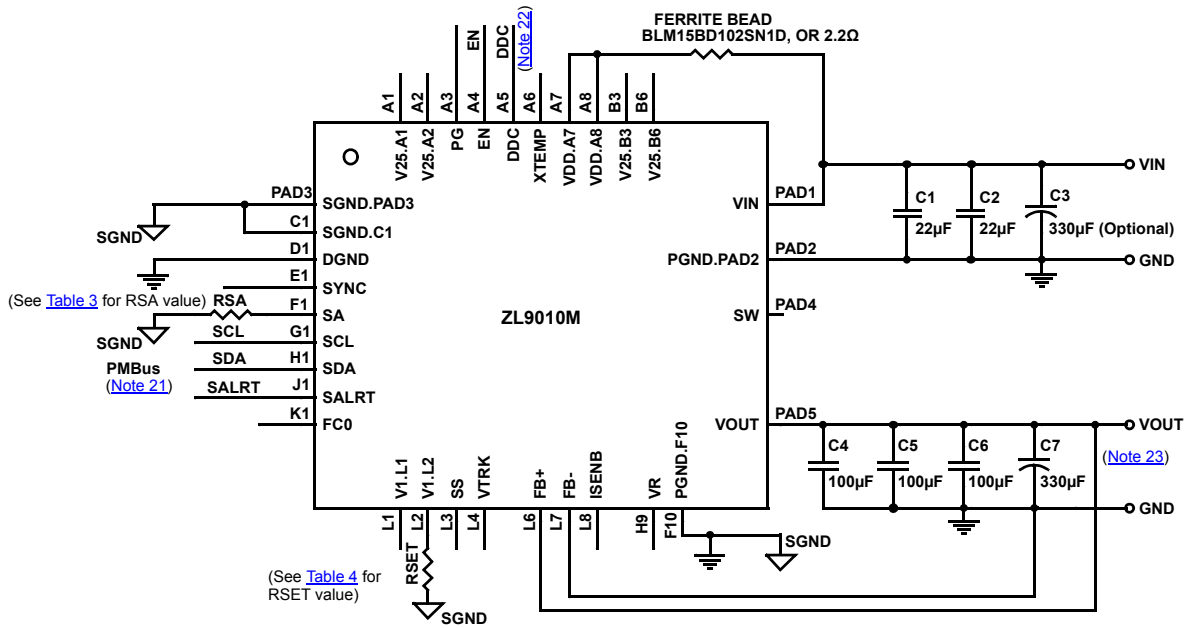 FERRITE BEAD
BLM15BD102SN1D, OR 2.2Ω
EN
DDC
(Note 22)
A1
A2
A3
A4
A5
A6
A7
A8
B3
B6
V25.A1
V25.A2
PG
EN
DDC
XTEMP
VDD.A7
VDD.A8
V25.B3
V25.B6
PAD3
SGND.PAD3
SGND
C1
SGND.C1
D1
DGND
E1
SYNC
(See Table 3 for RSA value)
RSA
F1
SA
SGND
SCL
G1
SCL
PMBus
(Note 21)
SDA
H1
SDA
SALRT
J1
SALRT
K1
FC0
ZL9010M
VIN
PAD1
PGND.PAD2
PAD2
SW
PAD4
VOUT
PAD5
C1
22µF
C2
22µF
C3
330µF (Optional)
VIN
GND
C4
100µF
C5
100µF
C6
100µF
C7
330µF
VOUT
(Note 23)
GND
V1.L1
V1.L2
SS
VTRK
FB+
FB-
ISENB
VR
PGND.F10
L1
L2
L3
L4
L6
L7
L8
H9
F10
SGND
RSET
(See Table 4 for
RSET value)
SGND